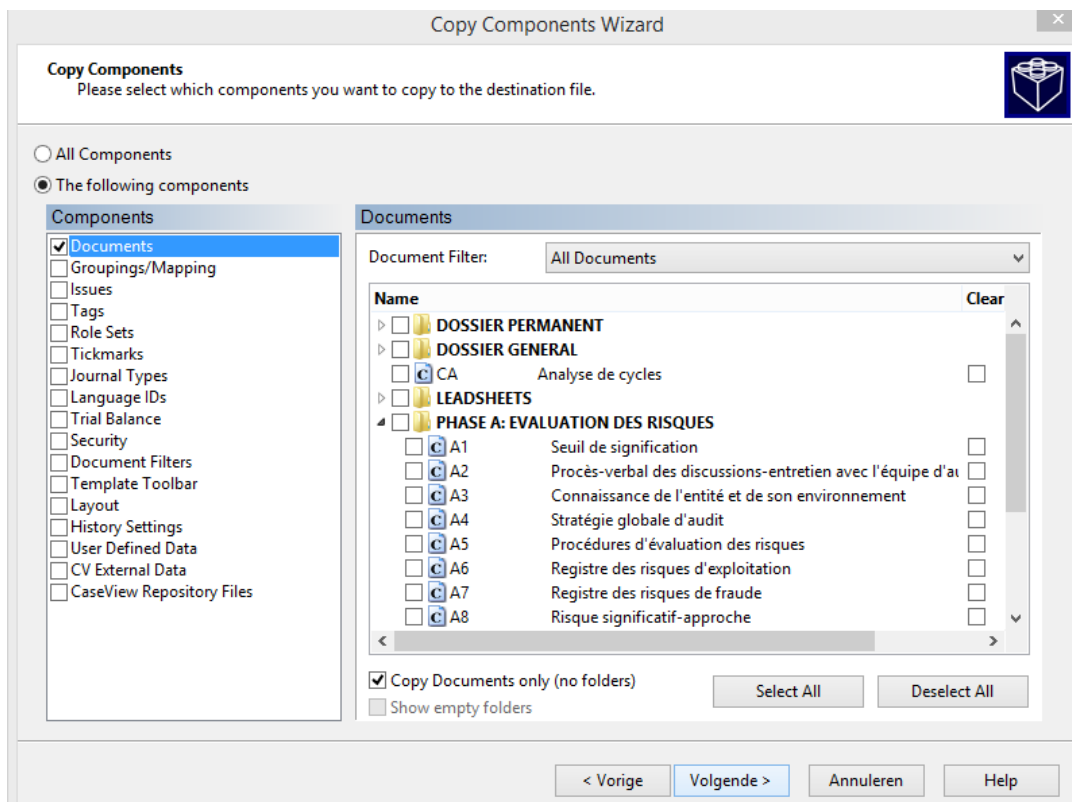 Copy Components Wizard
Copy Components
Please select which components you want to copy to the destination file.
All Components
The following components
Components
Documents
Groupings/Mapping
Issues
Tags
Role Sets
Tickmarks
Journal Types
Language IDs
Trial Balance
Security
Document Filters
Template Toolbar
Layout
History Settings
User Defined Data
CV External Data
CaseView Repository Files
Documents
Document Filter: All Documents
Name Clear
DOSSIER PERMANENT
DOSSIER GENERAL
CA Analyse de cycles
LEADSHEETS
PHASE A: EVALUATION DES RISQUES
A1 Seuil de signification
A2 Procès-verbal des discussions-entretien avec l'équipe d'au
A3 Connaissance de l'entité et de son environnement
A4 Stratégie globale d'audit
A5 Procédures d'évaluation des risques
A6 Registre des risques d'exploitation
A7 Registre des risques de fraude
A8 Risque significatif-approche
Copy Documents only (no folders)
Show empty folders
Select All
Deselect All
< Vorige
Volgende >
Annuleren
Help